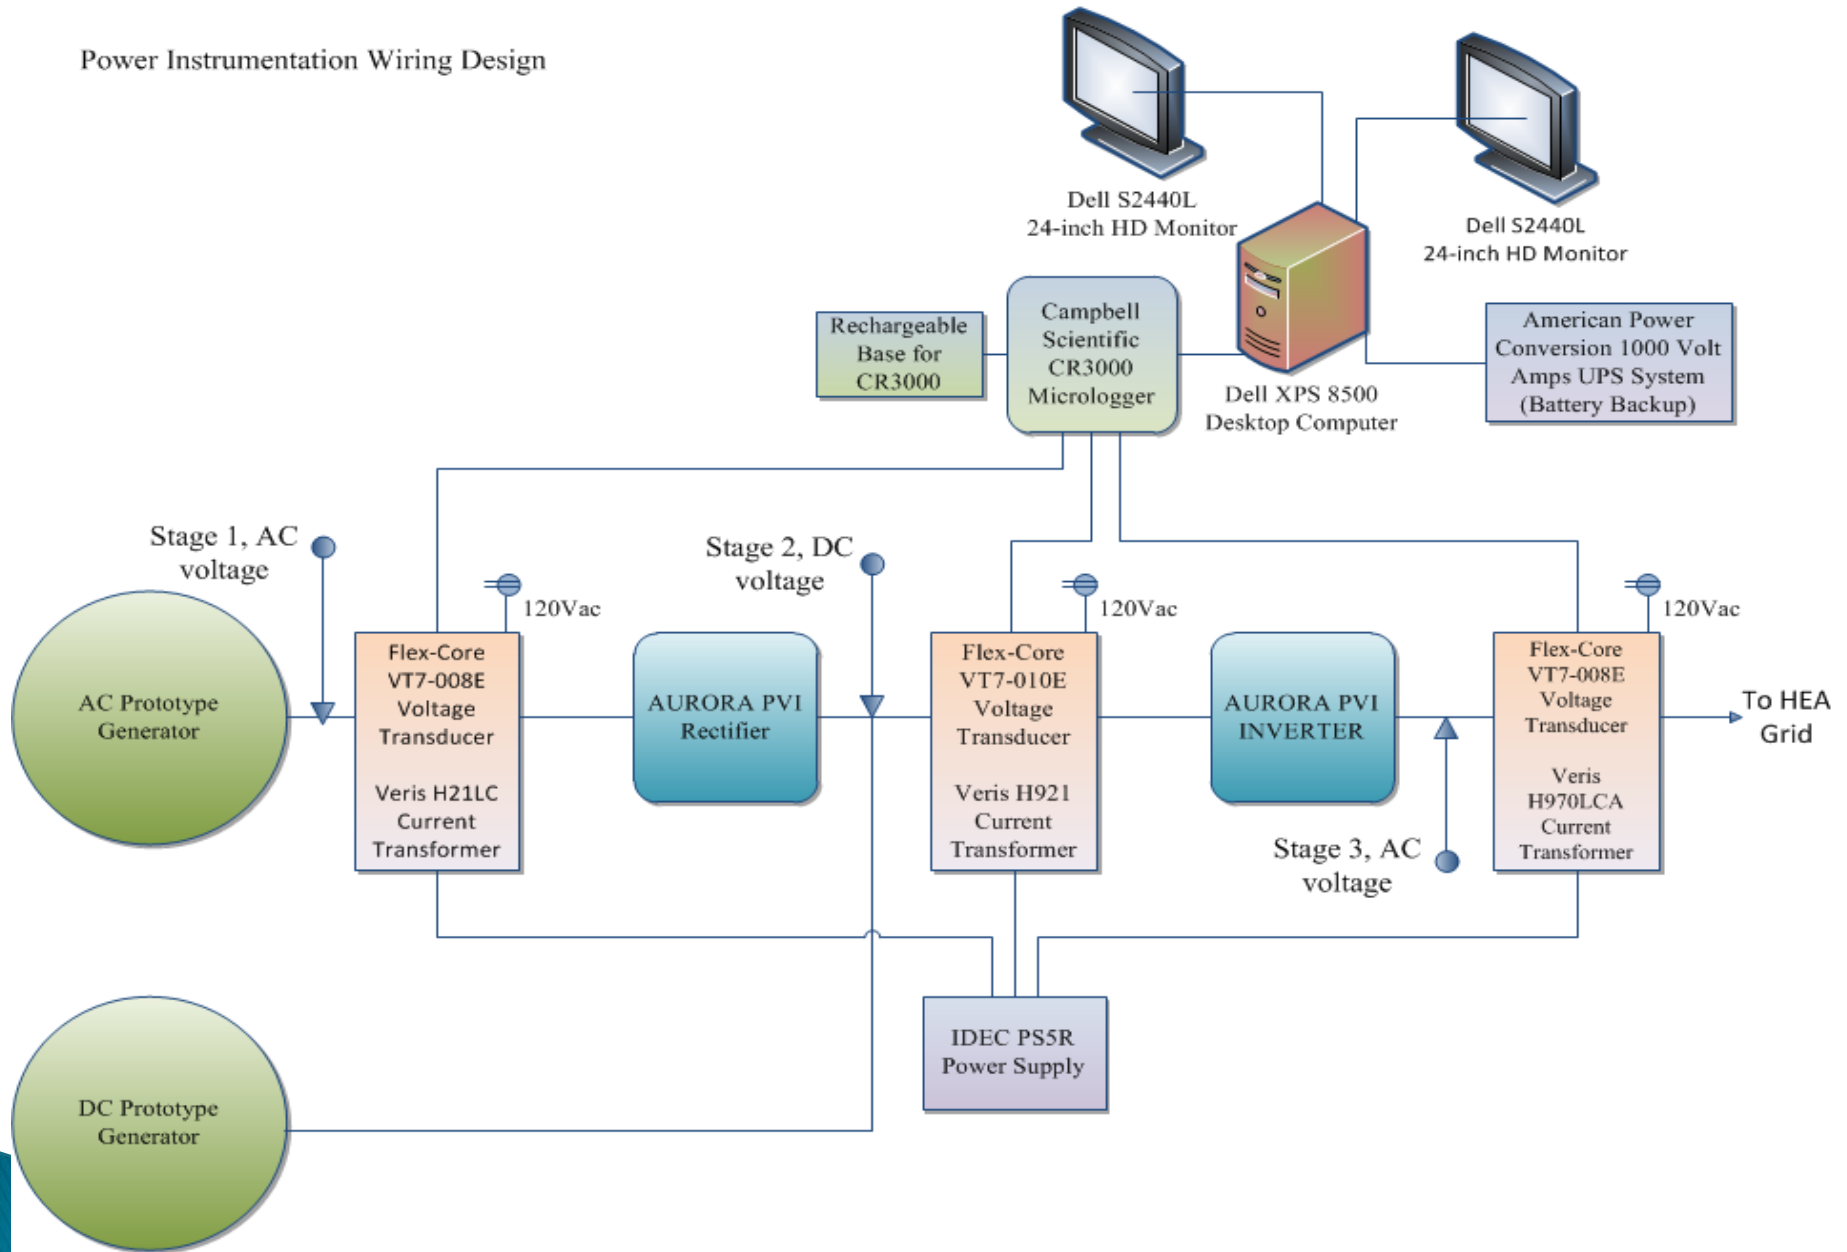 Power Instrumentation Wiring Design
Dell S2440L
24-inch HD Monitor
Dell S2440L
24-inch HD Monitor
Rechargeable
Base for
CR3000
Campbell
Scientific
CR3000
Micrologger
Dell XPS 8500
Desktop Computer
American Power
Conversion 1000 Volt
Amps UPS System
(Battery Backup)
Stage 1, AC
voltage
Stage 2, DC
voltage
120Vac
120Vac
120Vac
AC Prototype
Generator
Flex-Core
VT7-008E
Voltage
Transducer
Veris H21LC
Current
Transformer
AURORA PVI
Rectifier
Flex-Core
VT7-010E
Voltage
Transducer
Veris H921
Current
Transformer
AURORA PVI
INVERTER
Flex-Core
VT7-008E
Voltage
Transducer
Veris
H970LCA
Current
Transformer
To HEA
Grid
Stage 3, AC
voltage
IDEC PS5R
Power Supply
DC Prototype
Generator